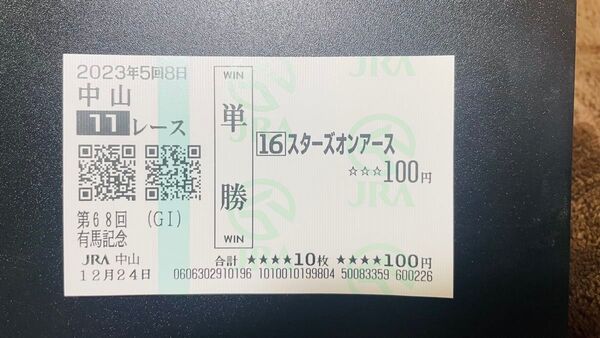 2023年5回8日
中山
11レース
第68回 (GI)
有馬記念
JRA 中山
12月24日
WIN
単勝
WIN
16 スターズオンアース
☆☆☆100円
合計 ★★★★10枚 ★★★★100円
0606302910196 1010010199804 50083359 600226
JRA
JRA
JRA